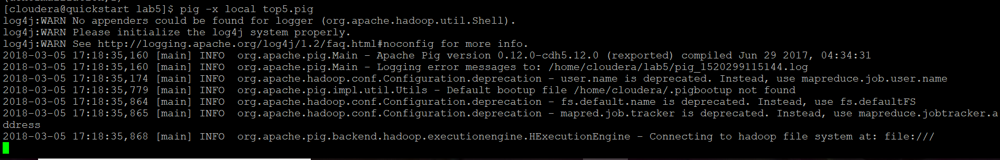 [cloudera@quickstart lab5]$ pig -x local top5.pig
log4j:WARN No appenders could be found for logger (org.apache.hadoop.util.Shell).
log4j:WARN Please initialize the log4j system properly.
log4j:WARN See http://logging.apache.org/log4j/1.2/faq.html#noconfig for more info.
2018-03-05 17:18:35,160 [main] INFO  org.apache.pig.Main - Apache Pig version 0.12.0-cdh5.12.0 (rexported) compiled Jun 29 2017, 04:34:31
2018-03-05 17:18:35,160 [main] INFO  org.apache.pig.Main - Logging error messages to: /home/cloudera/lab5/pig_1520299115144.log
2018-03-05 17:18:35,174 [main] INFO  org.apache.hadoop.conf.Configuration.deprecation - user.name is deprecated. Instead, use mapreduce.job.user.name
2018-03-05 17:18:35,779 [main] INFO  org.apache.pig.impl.util.Utils - Default bootup file /home/cloudera/.pigbootup not found
2018-03-05 17:18:35,864 [main] INFO  org.apache.hadoop.conf.Configuration.deprecation - fs.default.name is deprecated. Instead, use fs.defaultFS
2018-03-05 17:18:35,865 [main] INFO  org.apache.hadoop.conf.Configuration.deprecation - mapred.job.tracker is deprecated. Instead, use mapreduce.jobtracker.a
ddress
2018-03-05 17:18:35,868 [main] INFO  org.apache.pig.backend.hadoop.executionengine.HExecutionEngine - Connecting to hadoop file system at: file:///